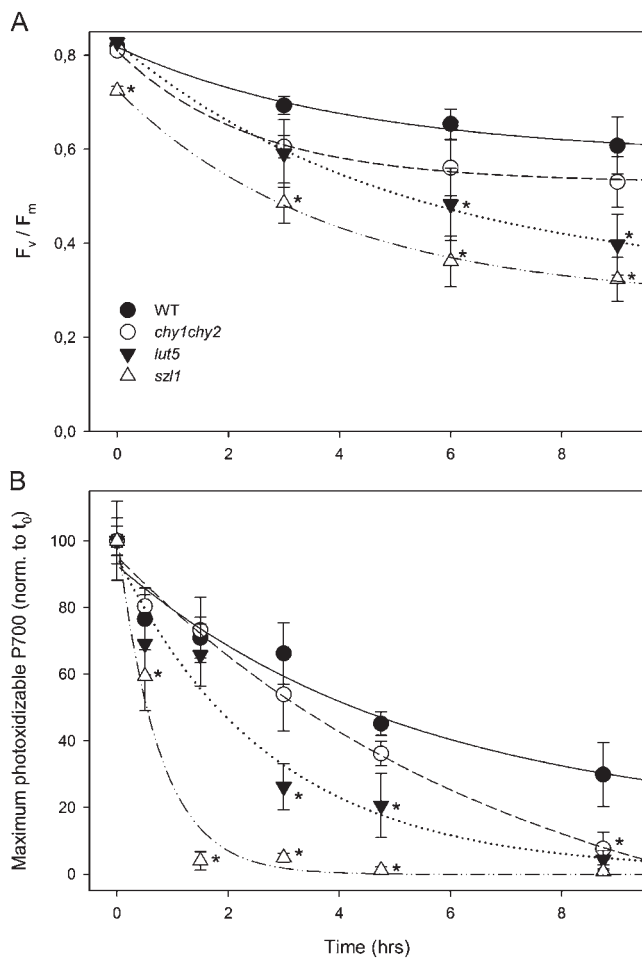 A
0,8
0,6
0,4
0,2
0,0
F_v / F_m
*
*
*
*
*
*
WT
chy1chy2
lut5
szl1
0 2 4 6 8
B
100
80
60
40
20
0
Maximum photoxidizable P700 (norm. to t_0)
*
*
*
*
*
*
*
0 2 4 6 8
Time (hrs)